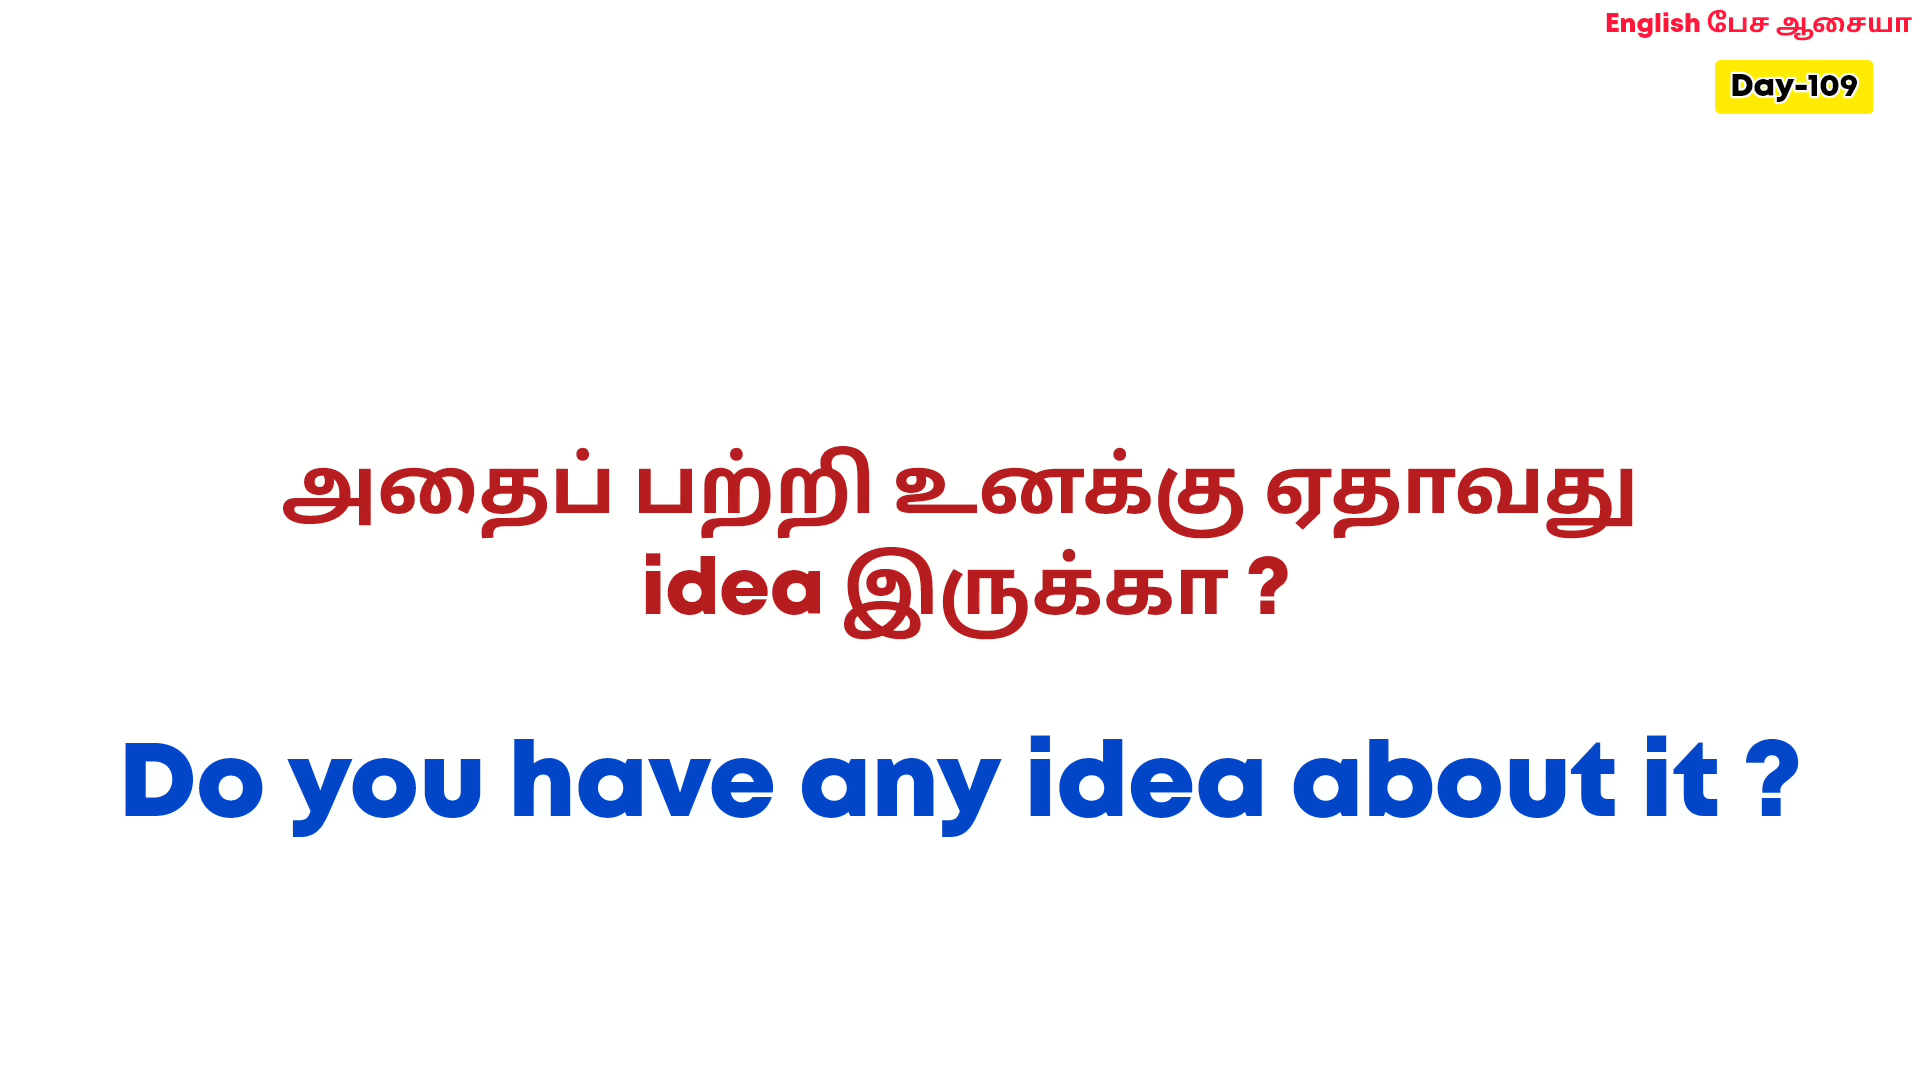 English பேச ஆசையா
Day-109
அதைப் பற்றி உனக்கு ஏதாவது
idea இருக்கா ?
Do you have any idea about it ?